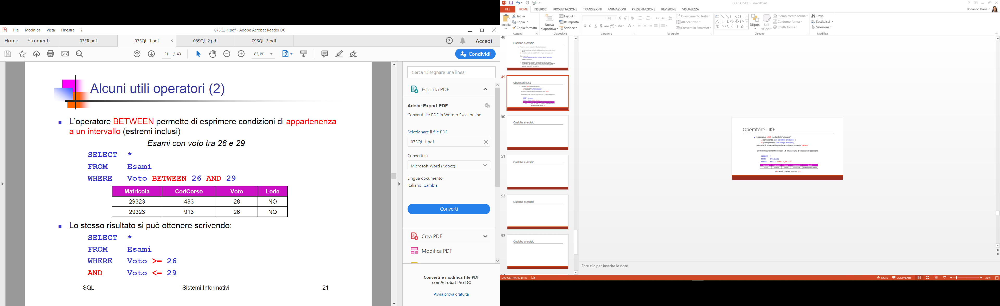 File Modifica Vista Finestra ?
07SQL-1.pdf - Adobe Acrobat Reader DC
Home Strumenti 03ER.pdf 07SQL-1.pdf × 08SQL-2.pdf 09SQL-3.pdf
Accedi
21 / 43
83,1%
Condividi
Alcuni utili operatori (2)
L'operatore BETWEEN permette di esprimere condizioni di appartenenza
a un intervallo (estremi inclusi)
Esami con voto tra 26 e 29
SELECT *
FROM Esami
WHERE Voto BETWEEN 26 AND 29
Matricola CodCorso Voto Lode
29323 483 28 NO
29323 913 26 NO
Lo stesso risultato si può ottenere scrivendo:
SELECT *
FROM Esami
WHERE Voto >= 26
AND Voto <= 29
SQL Sistemi Informativi 21
Cerca 'Disegnare una linea'
Esporta PDF
Adobe Export PDF
Converti file PDF in Word o Excel online
Selezionare il file PDF
07SQL-1.pdf
Converti in
Microsoft Word (*.docx)
Lingua documento:
Italiano Cambia
Converti
Crea PDF
Modifica PDF
Converti e modifica file PDF
con Acrobat Pro DC
Avvia prova gratuita
CORSO SQL - PowerPoint
FILE HOME INSERISCI PROGETTAZIONE TRANSIZIONI ANIMAZIONI PRESENTAZIONE REVISIONE VISUALIZZA
Bonanno Daria
Incolla
Taglia
Copia
Copia formato
Appunti
Nuova
diapositiva
Layout
Reimposta
Sezione
Diapositive
48
G C S S abc AV Aa A
Carattere
Orientamento testo
Allinea testo
Converti in SmartArt
Paragrafo
Disponi
Stili
veloci
Riempimento forma
Contorno forma
Effetti forma
Disegno
Trova
Sostituisci
Seleziona
Modifica
48
Qualche esercizio
49
Operatore LIKE
50
Qualche esercizio
51
Qualche esercizio
52
Qualche esercizio
53
Qualche esercizio
Operatore LIKE
L'operatore LIKE, mediante le "wildcard"
_ (corrisponde a un carattere arbitrario) e
% (corrisponde a una stringa arbitraria),
permette di trovare stringhe che soddisfano un certo "pattern"
Studenti la cui email finisce con '.it' e hanno una 'b' in seconda posizione
SELECT *
FROM Studenti
WHERE Email LIKE '_b%.it'
Matricola Cognome Nome DataNascita Email
Fare clic per inserire le note
DIAPOSITIVA 49 DI 57
NOTE COMMENTI
33%